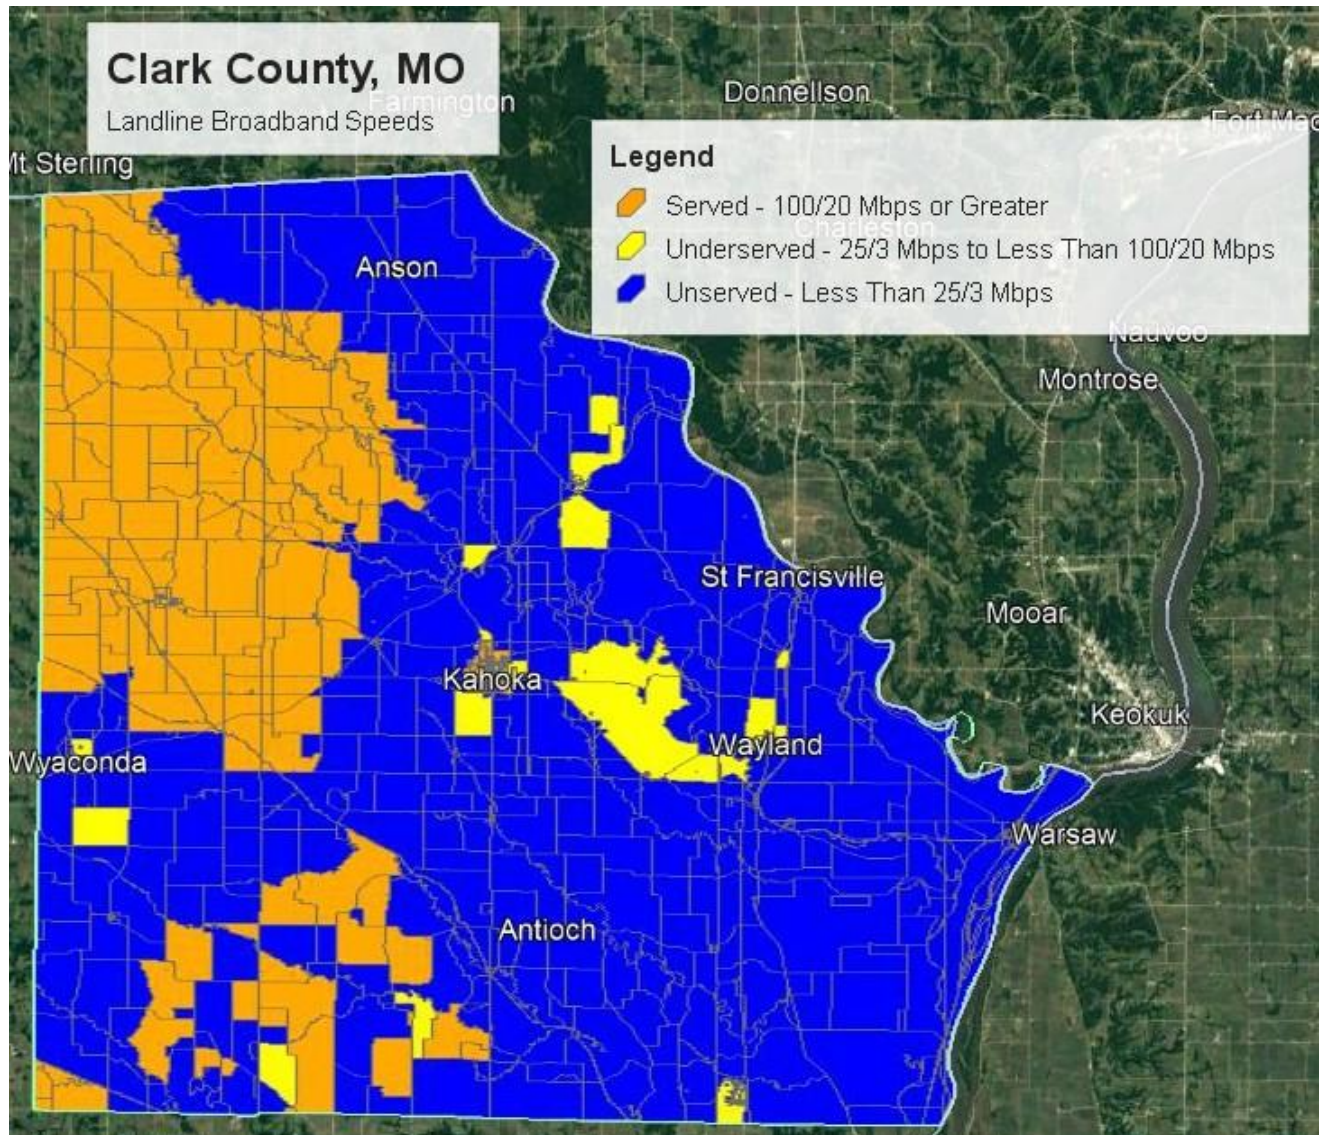 Clark County, MO
Farmington
Landline Broadband Speeds
Donnellson
Mt Sterling
Legend
Served - 100/20 Mbps or Greater
Charleston
Underserved - 25/3 Mbps to Less Than 100/20 Mbps
Unserved - Less Than 25/3 Mbps
Anson
Nauvoo
Montrose
St Francisville
Mooar
Kahoka
Keokuk
Wayland
Wyaconda
Warsaw
Antioch